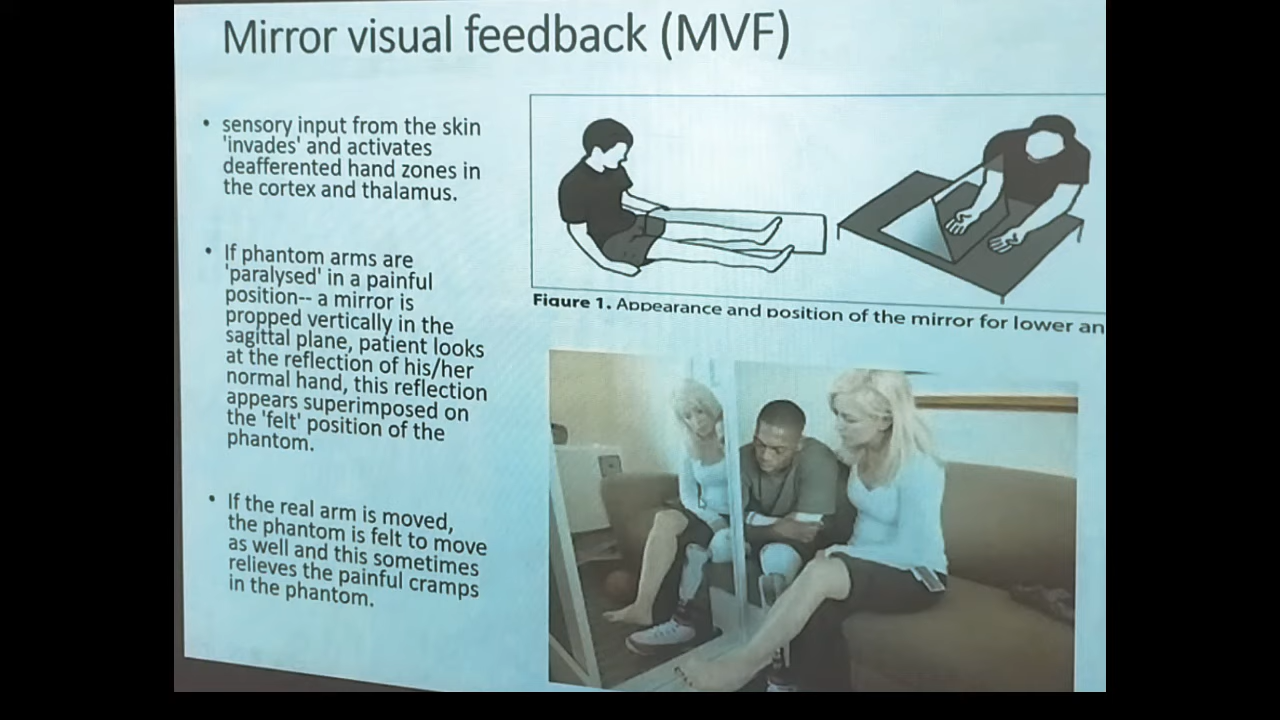 Mirror visual feedback (MVF)
• sensory input from the skin
'invades' and activates
deafferented hand zones in
the cortex and thalamus.
• If phantom arms are
'paralysed' in a painful
position-- a mirror is
propped vertically in the
sagittal plane, patient looks
at the reflection of his/her
normal hand, this reflection
appears superimposed on
the 'felt' position of the
phantom.
• If the real arm is moved,
the phantom is felt to move
as well and this sometimes
relieves the painful cramps
in the phantom.
Figure 1. Appearance and position of the mirror for lower an